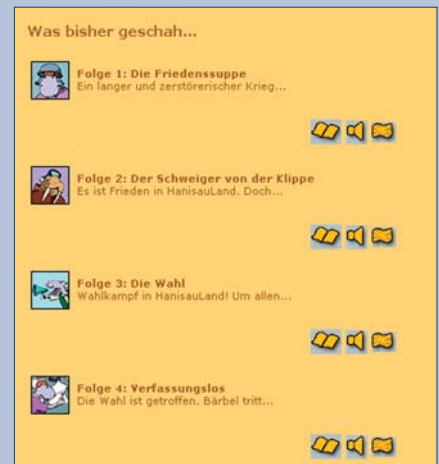 Was bisher geschah...
Folge 1: Die Friedenssuppe
Ein langer und zerstörerischer Krieg...
Folge 2: Der Schweiger von der Klippe
Es ist Frieden in HanisauLand. Doch...
Folge 3: Die Wahl
Wahlkampf in HanisauLand! Um allen...
Folge 4: Verfassungslos
Die Wahl ist getroffen. Bärbel tritt...